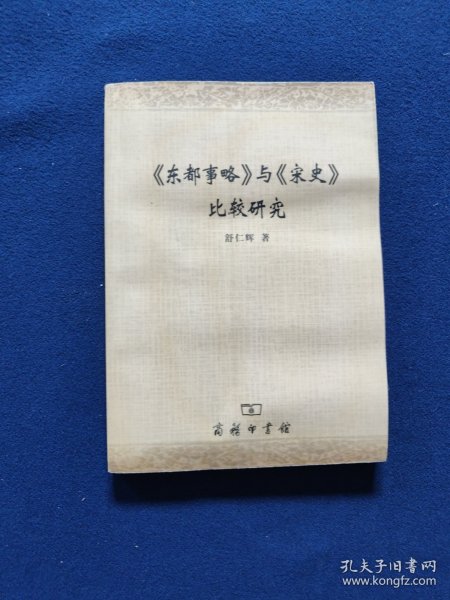 《东都事略》与《宋史》
比较研究
舒仁辉 著
商务印书馆
孔夫子旧书网
www.kongfz.com